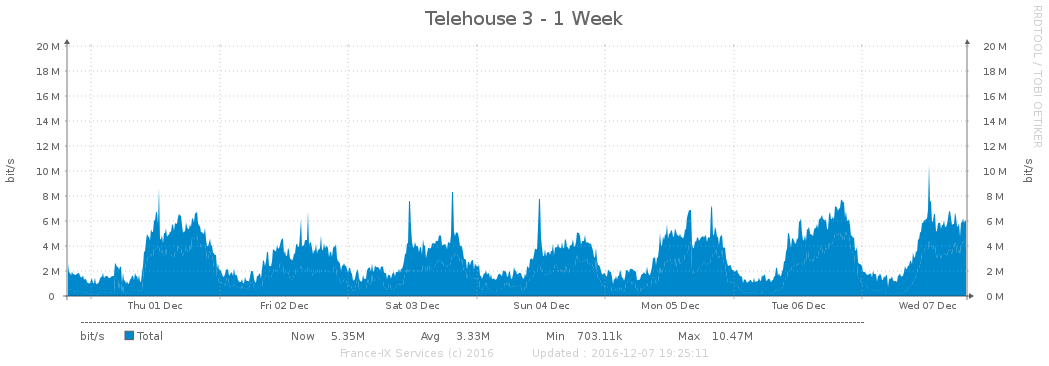 Telehouse 3 - 1 Week
RRDTOOL / TOBI OETIKER
20 M 20 M
18 M 18 M
16 M 16 M
14 M 14 M
12 M 12 M
10 M 10 M
8 M 8 M
6 M 6 M
4 M 4 M
2 M 2 M
0 0 M
bit/s
bit/s
Thu 01 Dec Fri 02 Dec Sat 03 Dec Sun 04 Dec Mon 05 Dec Tue 06 Dec Wed 07 Dec
bit/s Total Now 5.35M Avg 3.33M Min 703.11k Max 10.47M
France-IX Services (c) 2016 Updated : 2016-12-07 19:25:11